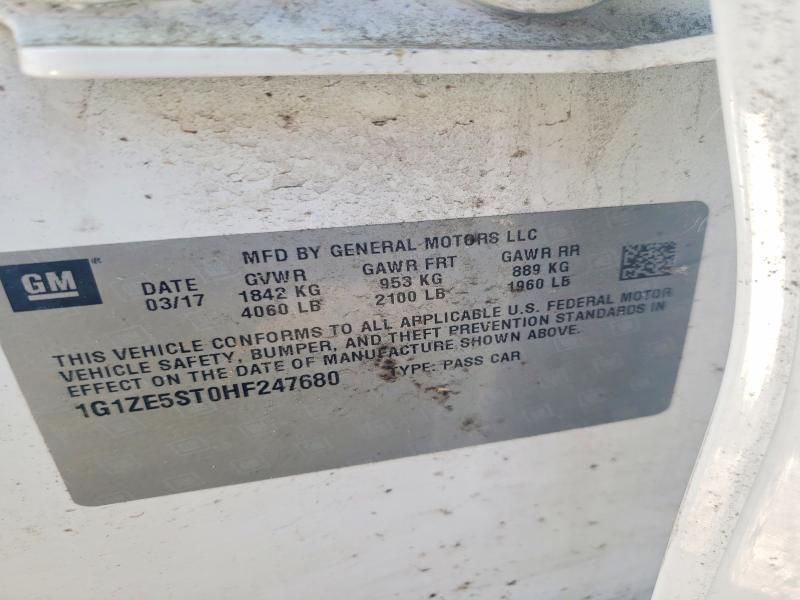 GM®
MFD BY GENERAL MOTORS LLC
DATE GVWR GAWR FRT GAWR RR
03/17 1842 KG 953 KG 889 KG
4060 LB 2100 LB 1960 LB
THIS VEHICLE CONFORMS TO ALL APPLICABLE U.S. FEDERAL MOTOR
VEHICLE SAFETY, BUMPER, AND THEFT PREVENTION STANDARDS IN
EFFECT ON THE DATE OF MANUFACTURE SHOWN ABOVE.
1G1ZE5ST0HF247680 TYPE: PASS CAR